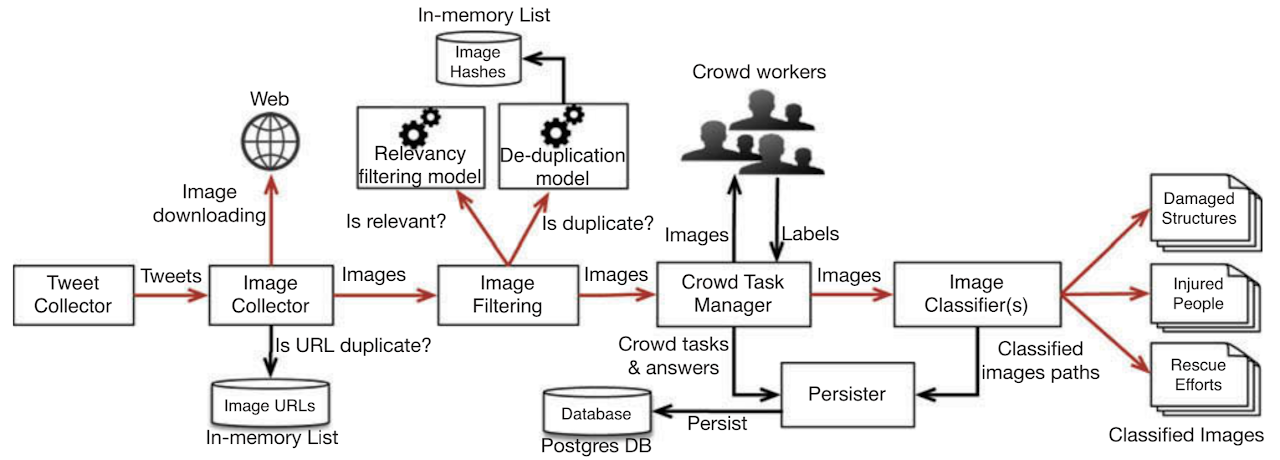 In-memory List
Image
Hashes
Crowd workers
Web
Relevancy
filtering model
De-duplication
model
Image
downloading
Is relevant?
Is duplicate?
Images
Labels
Damaged
Structures
Tweet
Collector
Tweets
Image
Collector
Images
Image
Filtering
Images
Crowd Task
Manager
Images
Image
Classifier(s)
Injured
People
Is URL duplicate?
Crowd tasks
& answers
Classified
images paths
Rescue
Efforts
Image URLs
In-memory List
Database
Postgres DB
Persist
Persister
Classified Images